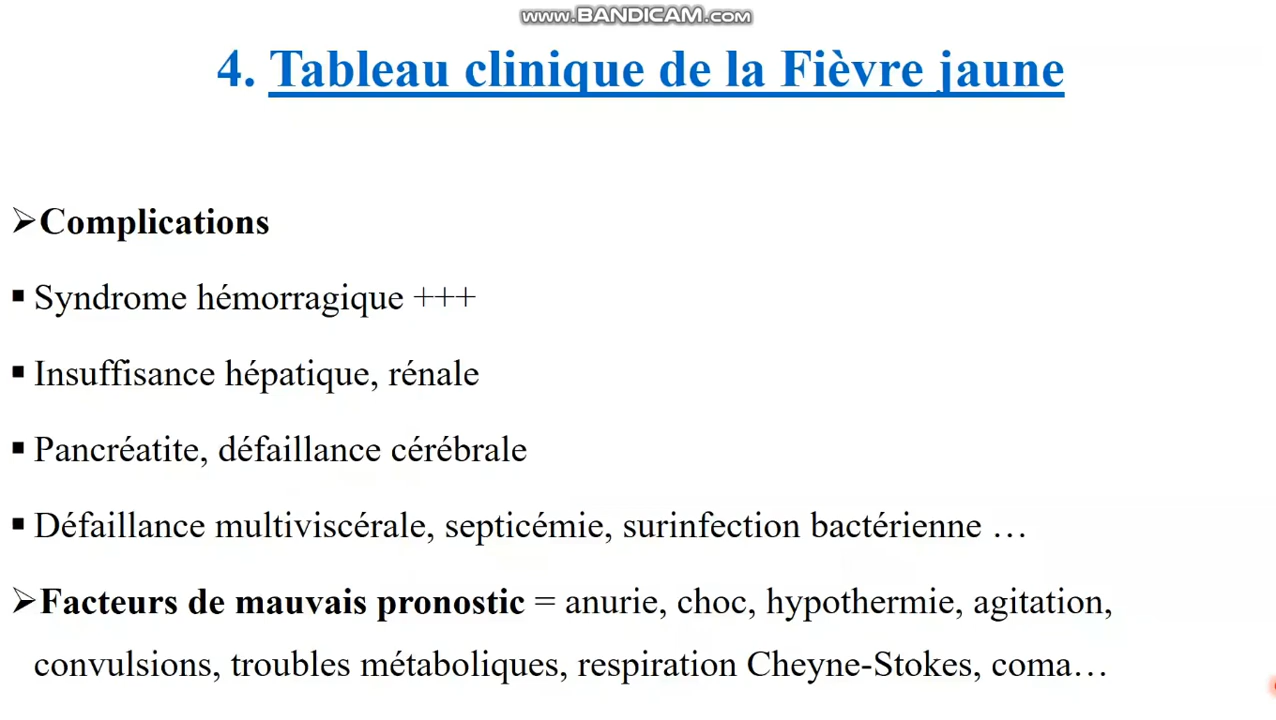 www.BANDICAM.com
4. Tableau clinique de la Fièvre jaune
➢Complications
▪ Syndrome hémorragique +++
▪ Insuffisance hépatique, rénale
▪ Pancréatite, défaillance cérébrale
▪ Défaillance multiviscérale, septicémie, surinfection bactérienne …
➢Facteurs de mauvais pronostic = anurie, choc, hypothermie, agitation,
convulsions, troubles métaboliques, respiration Cheyne-Stokes, coma…